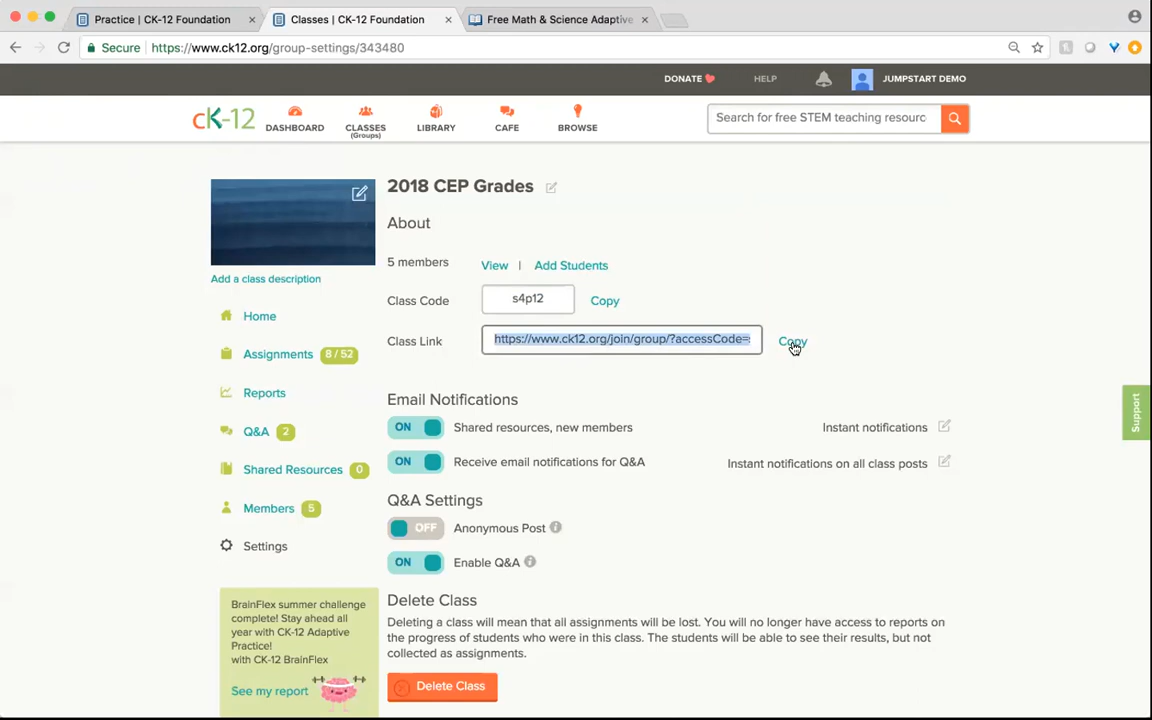 Practice | CK-12 Foundation
Classes | CK-12 Foundation
Free Math & Science Adaptive
Secure
https://www.ck12.org/group-settings/343480
DONATE
HELP
JUMPSTART DEMO
cK-12
DASHBOARD
CLASSES
(Groups)
LIBRARY
CAFE
BROWSE
Search for free STEM teaching resourc
2018 CEP Grades
About
5 members
View | Add Students
Add a class description
Class Code
s4p12
Copy
Class Link
https://www.ck12.org/join/group/?accessCode=
Copy
Home
Assignments 8 / 52
Reports
Q&A 2
Shared Resources 0
Members 5
Settings
Email Notifications
ON Shared resources, new members
Instant notifications
ON Receive email notifications for Q&A
Instant notifications on all class posts
Q&A Settings
OFF Anonymous Post
ON Enable Q&A
Delete Class
Deleting a class will mean that all assignments will be lost. You will no longer have access to reports on
the progress of students who were in this class. The students will be able to see their results, but not
collected as assignments.
Delete Class
BrainFlex summer challenge
complete! Stay ahead all
year with CK-12 Adaptive
Practice!
with CK-12 BrainFlex
See my report
Support